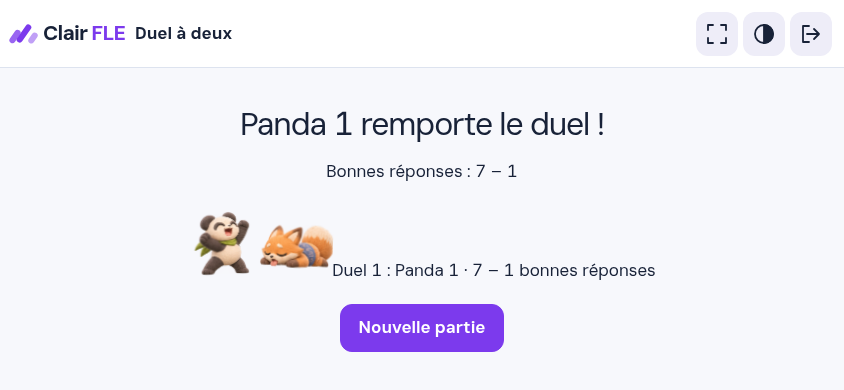 Clair FLE Duel à deux
Panda 1 remporte le duel !
Bonnes réponses : 7 – 1
Duel 1 : Panda 1 · 7 – 1 bonnes réponses
Nouvelle partie